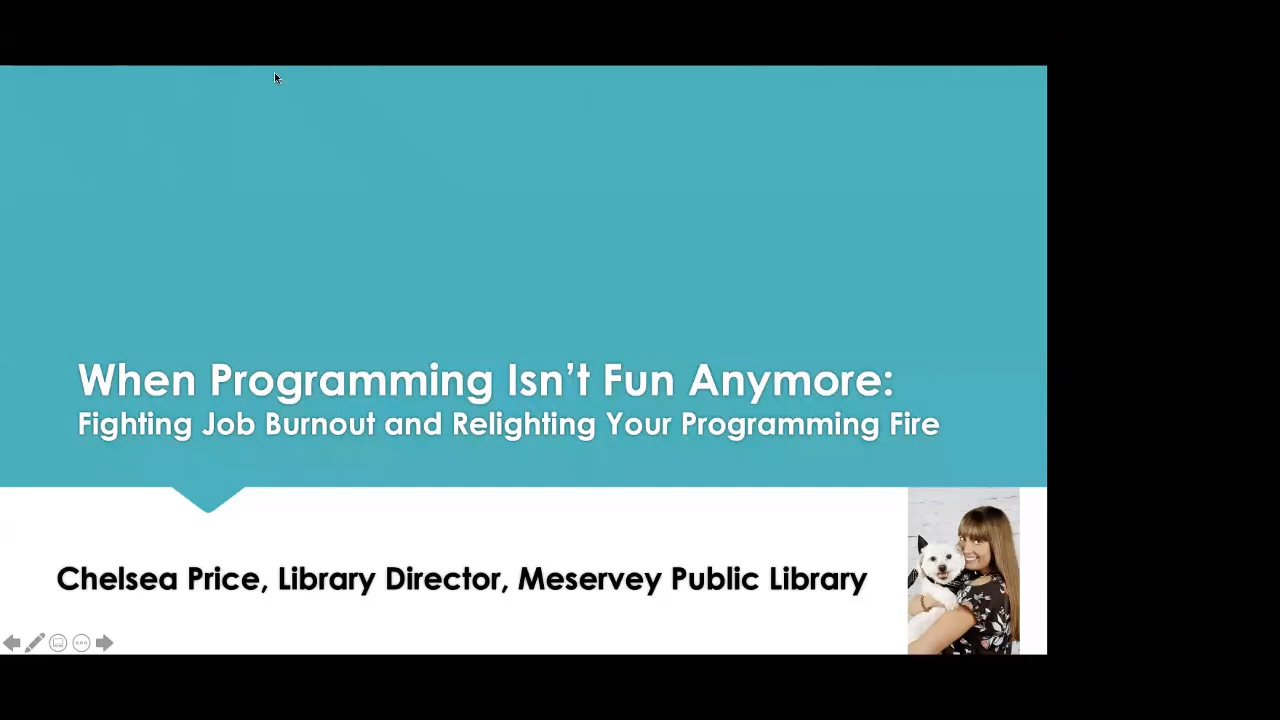 When Programming Isn’t Fun Anymore:
Fighting Job Burnout and Relighting Your Programming Fire
Chelsea Price, Library Director, Meservey Public Library